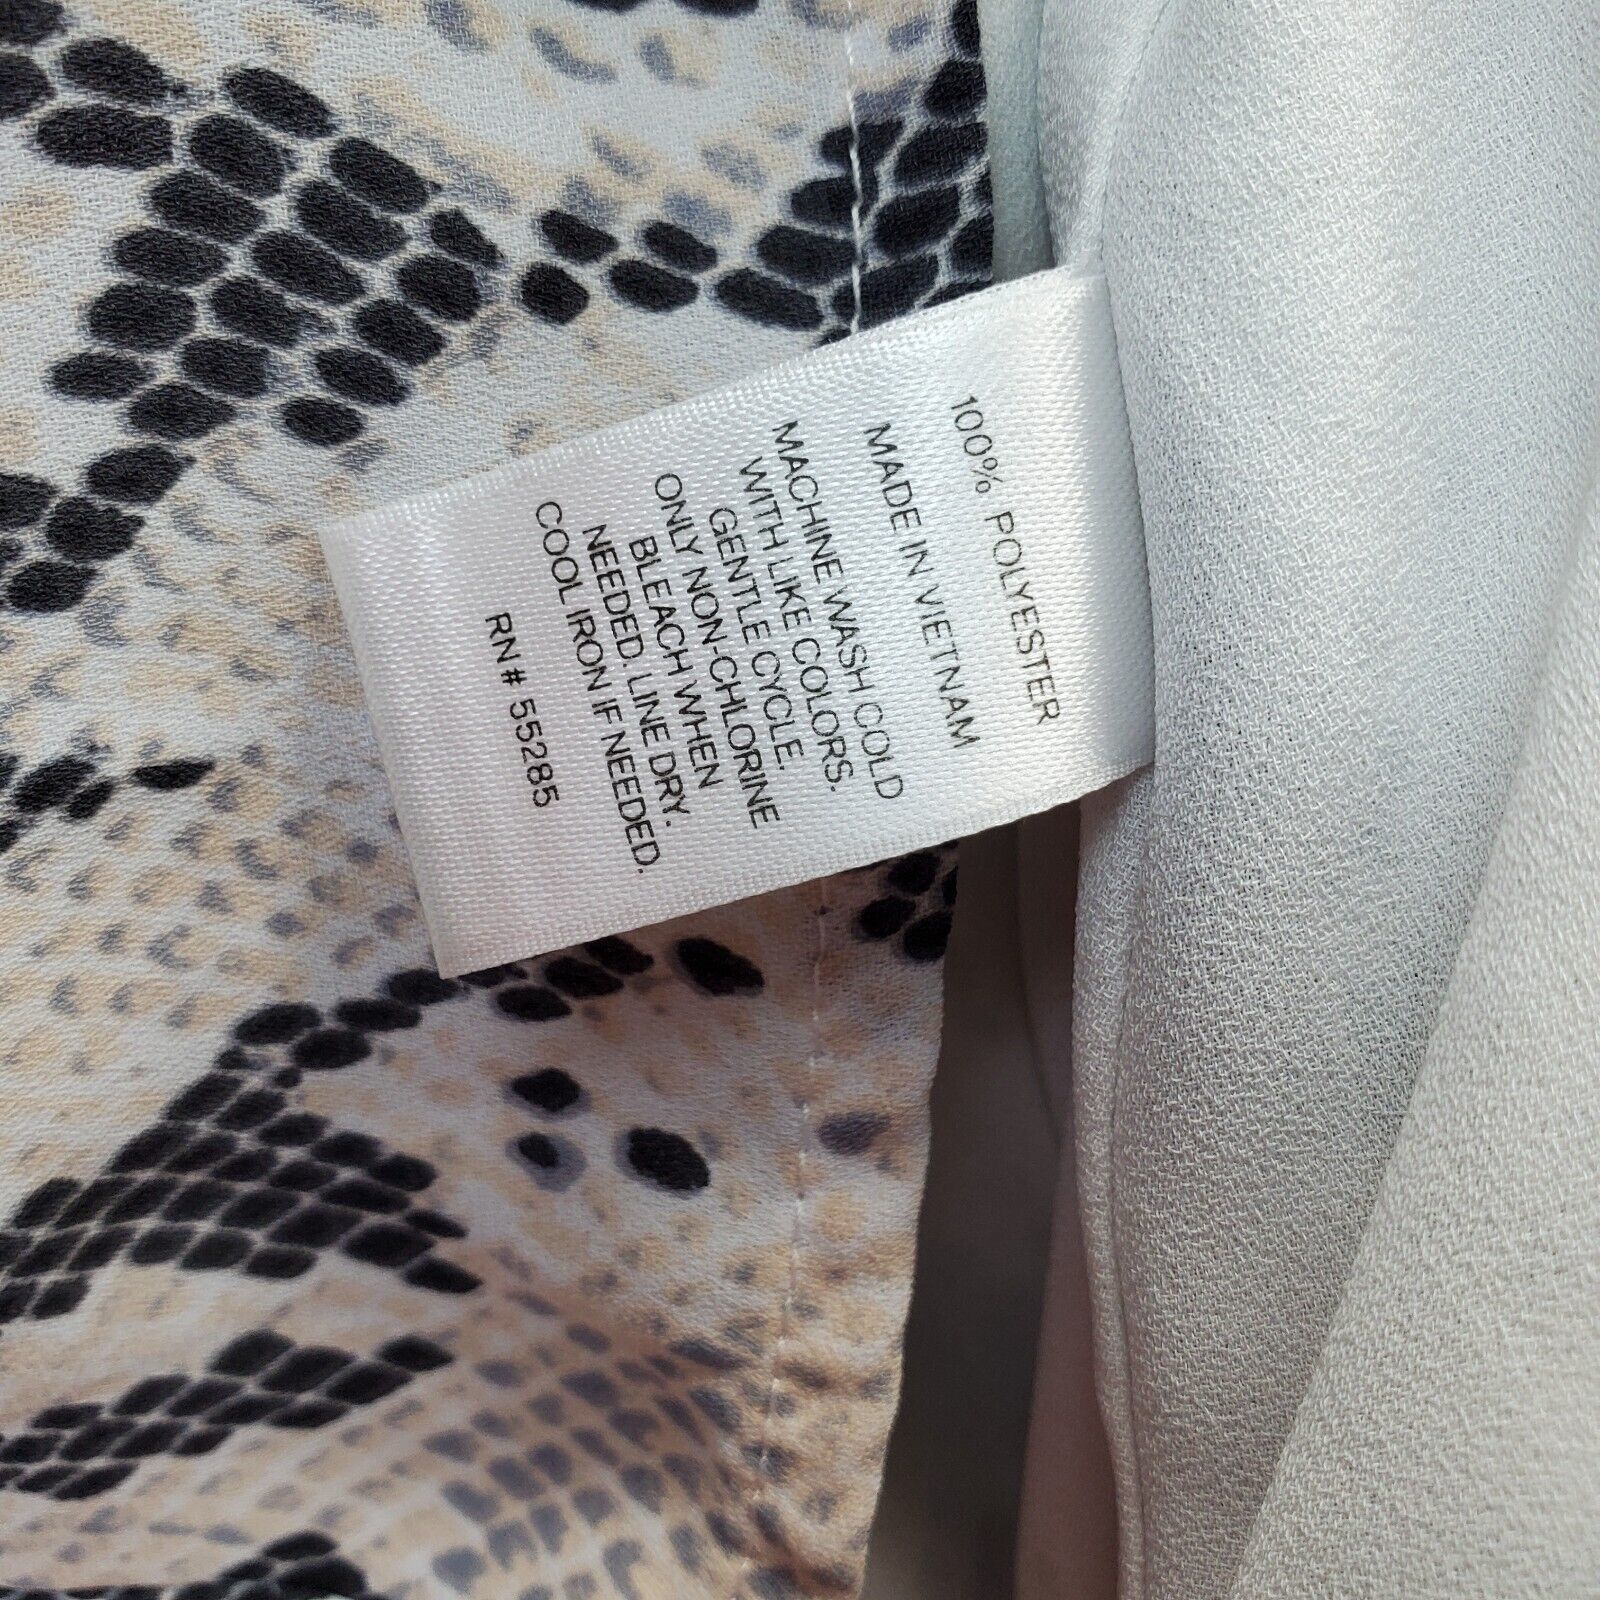 100% POLYESTER
MADE IN VIETNAM
MACHINE WASH COLD
WITH LIKE COLORS.
GENTLE CYCLE.
ONLY NON-CHLORINE
BLEACH WHEN
NEEDED. LINE DRY.
COOL IRON IF NEEDED.
RN# 55285